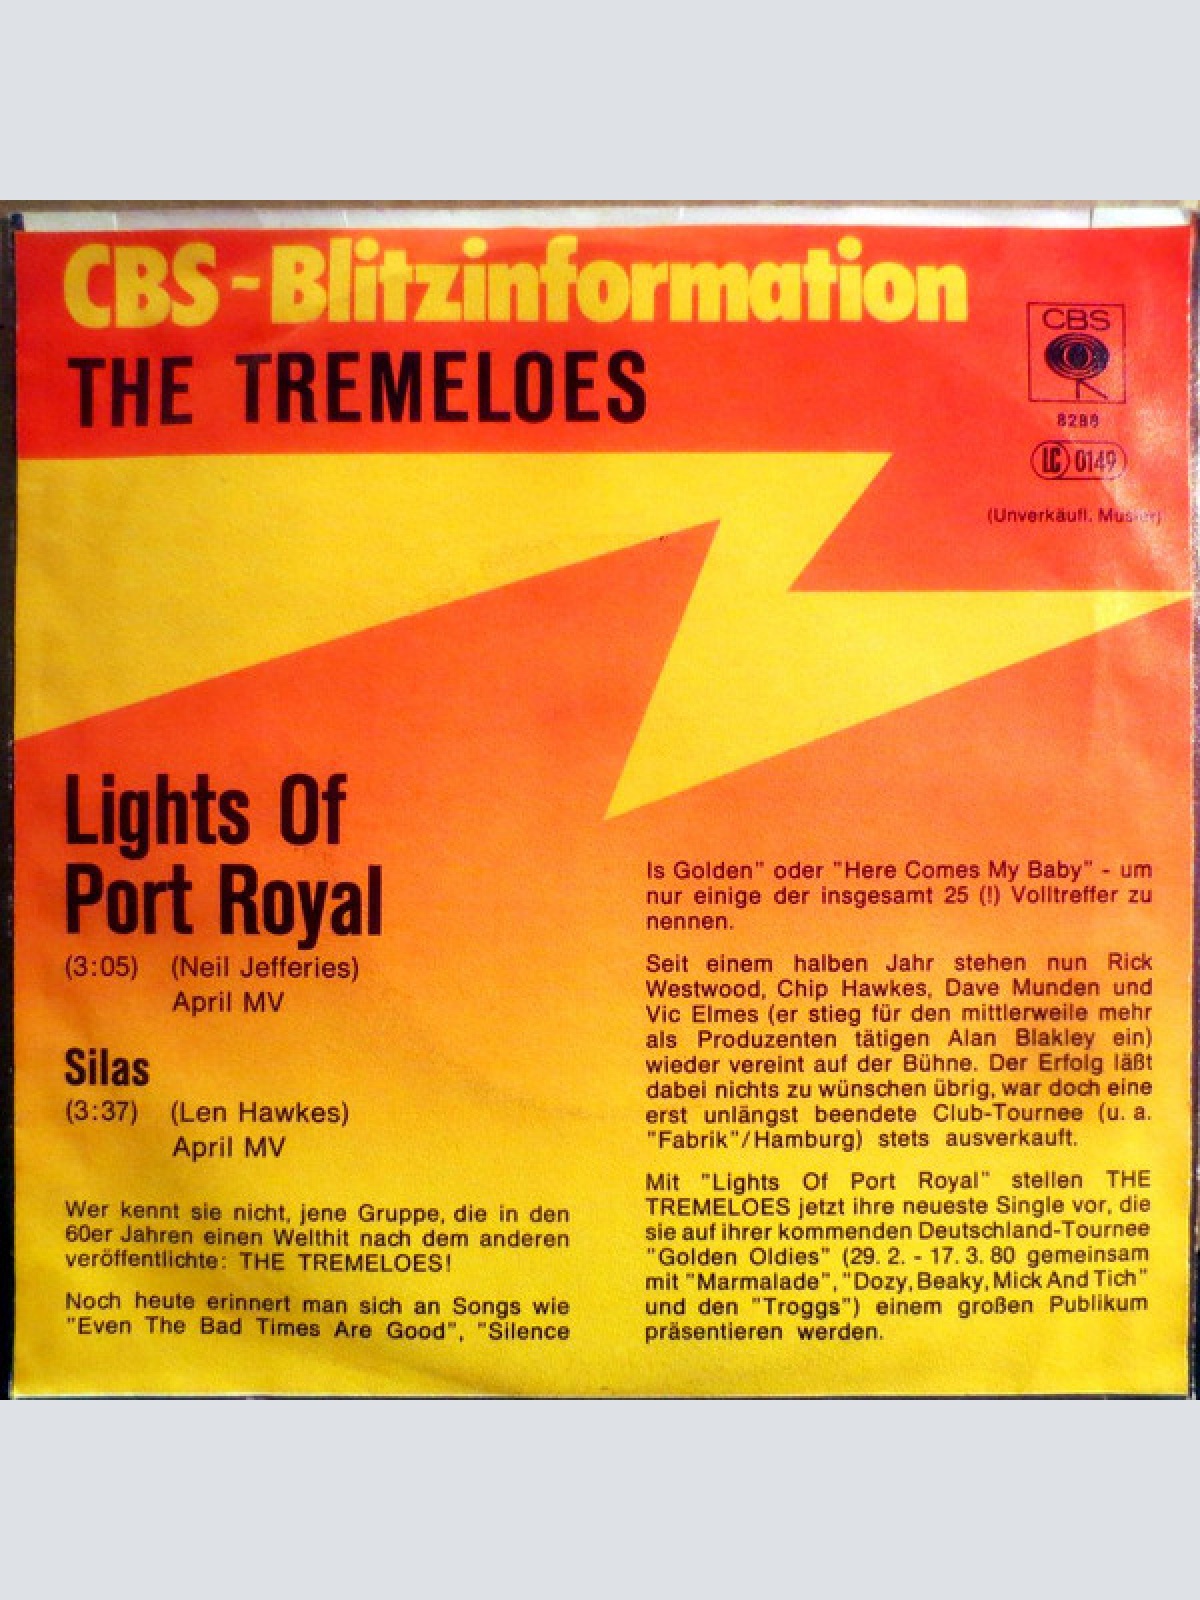 CBS - Blitzinformation
THE TREMELOES
CBS
8288
LC 0149
(Unverkäufl. Muster)
Lights Of
Port Royal
(3:05) (Neil Jefferies)
April MV
Silas
(3:37) (Len Hawkes)
April MV
Wer kennt sie nicht, jene Gruppe, die in den
60er Jahren einen Welthit nach dem anderen
veröffentlichte: THE TREMELOES!
Noch heute erinnert man sich an Songs wie
"Even The Bad Times Are Good", "Silence
Is Golden" oder "Here Comes My Baby" - um
nur einige der insgesamt 25 (!) Volltreffer zu
nennen.
Seit einem halben Jahr stehen nun Rick
Westwood, Chip Hawkes, Dave Munden und
Vic Elmes (er stieg für den mittlerweile mehr
als Produzenten tätigen Alan Blakley ein)
wieder vereint auf der Bühne. Der Erfolg läßt
dabei nichts zu wünschen übrig, war doch eine
erst unlängst beendete Club-Tournee (u. a.
"Fabrik"/Hamburg) stets ausverkauft.
Mit "Lights Of Port Royal" stellen THE
TREMELOES jetzt ihre neueste Single vor, die
sie auf ihrer kommenden Deutschland-Tournee
"Golden Oldies" (29. 2. - 17. 3. 80 gemeinsam
mit "Marmalade", "Dozy, Beaky, Mick And Tich"
und den "Troggs") einem großen Publikum
präsentieren werden.